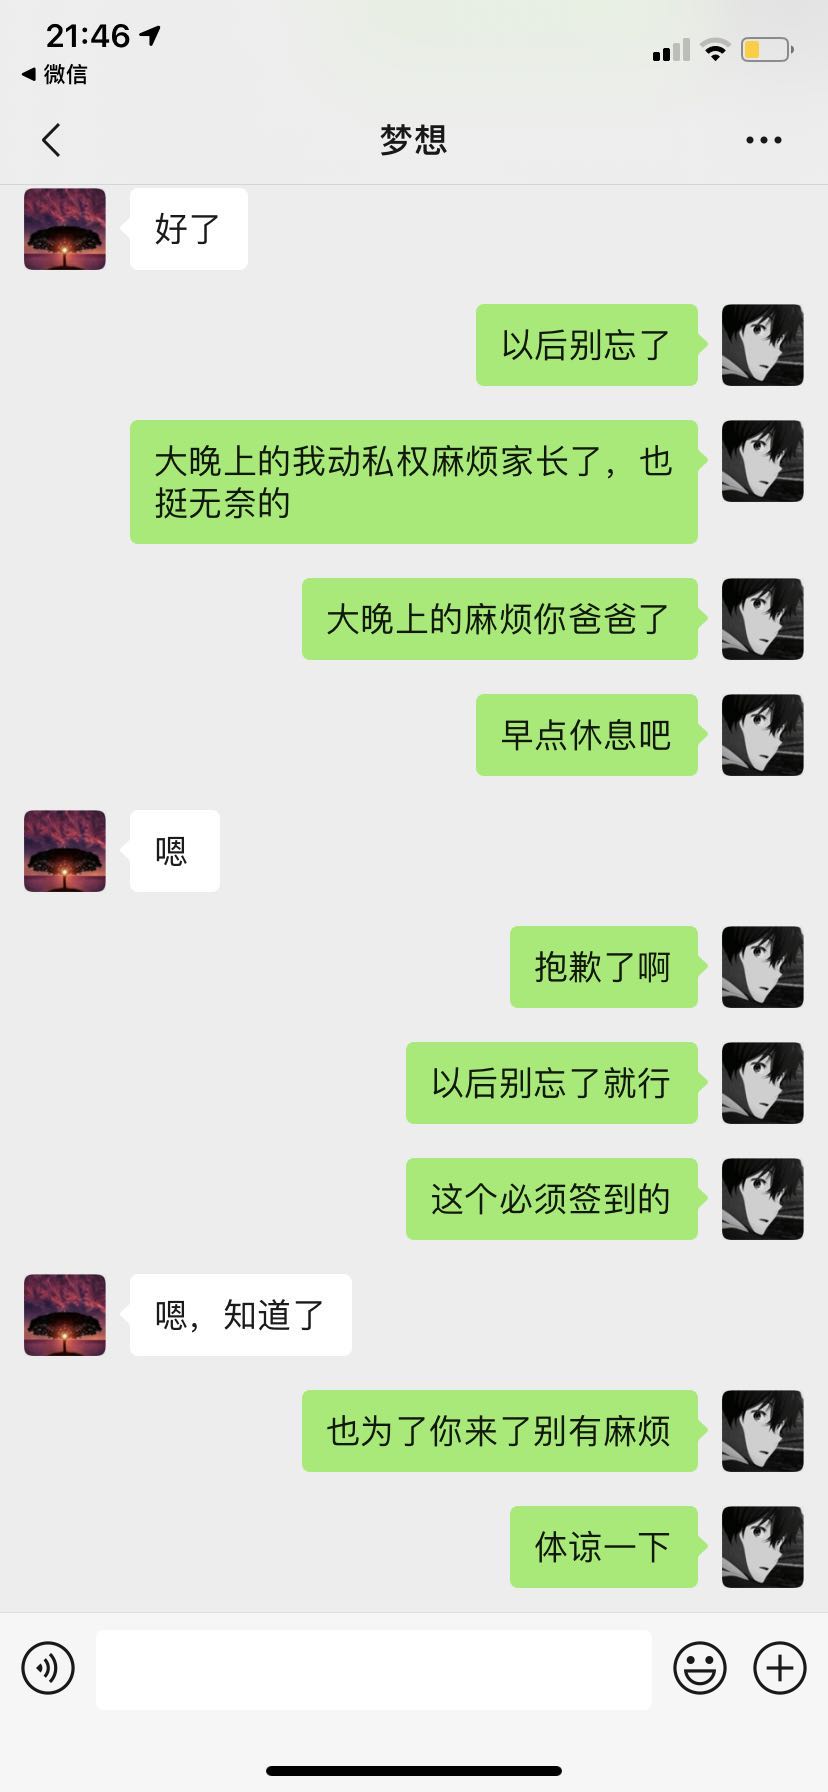 21:46
微信
梦想
好了
以后别忘了
大晚上的我动私权麻烦家长了，也
挺无奈的
大晚上的麻烦你爸爸了
早点休息吧
嗯
抱歉了啊
以后别忘了就行
这个必须签到的
嗯，知道了
也为了你来了别有麻烦
体谅一下